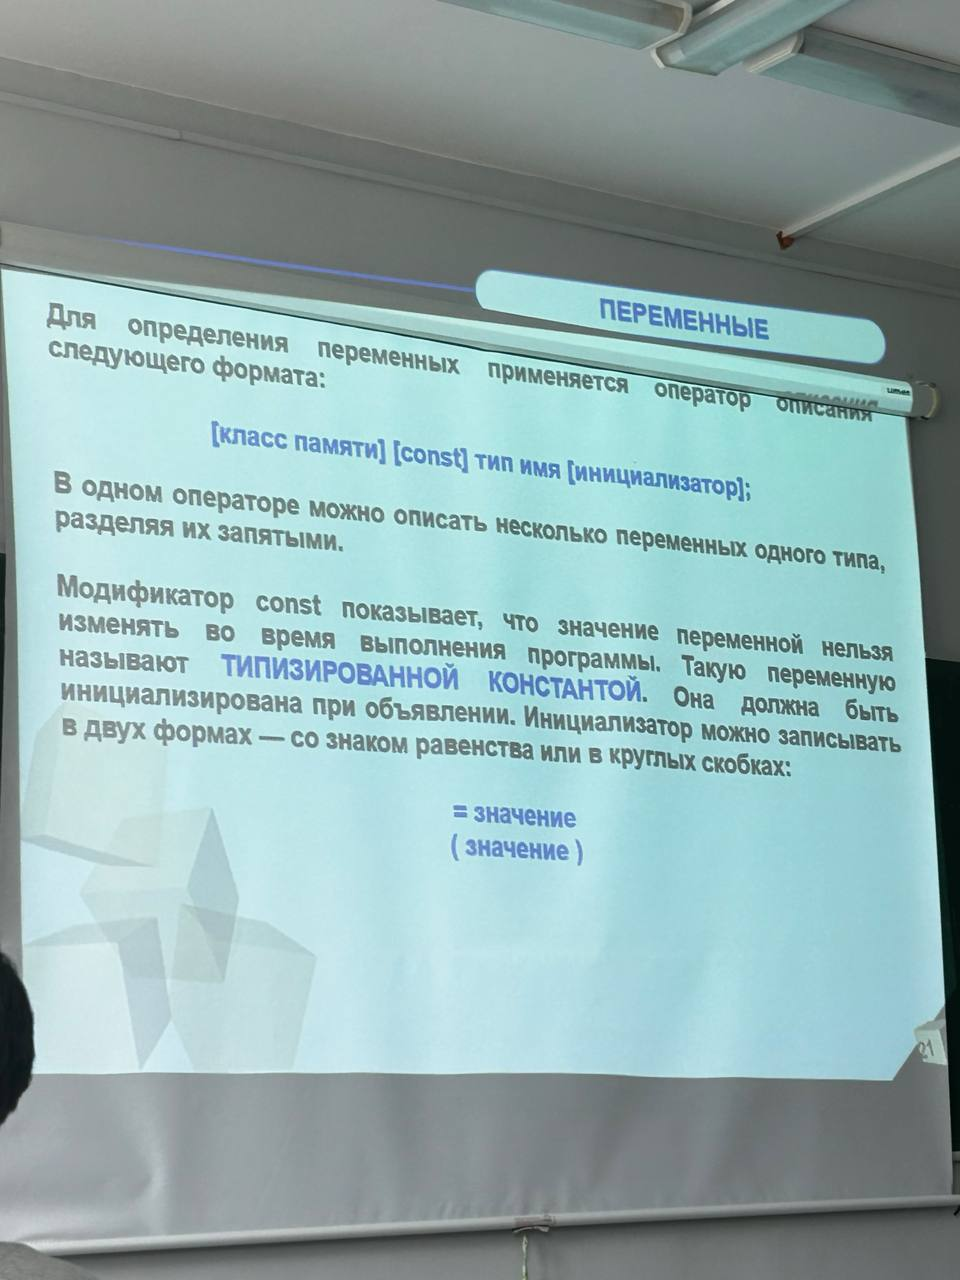 ПЕРЕМЕННЫЕ
Для определения переменных применяется оператор описания
следующего формата:
[класс памяти] [const] тип имя [инициализатор];
В одном операторе можно описать несколько переменных одного типа,
разделяя их запятыми.
Модификатор const показывает, что значение переменной нельзя
изменять во время выполнения программы. Такую переменную
называют ТИПИЗИРОВАННОЙ КОНСТАНТОЙ. Она должна быть
инициализирована при объявлении. Инициализатор можно записывать
в двух формах — со знаком равенства или в круглых скобках:
= значение
( значение )
21